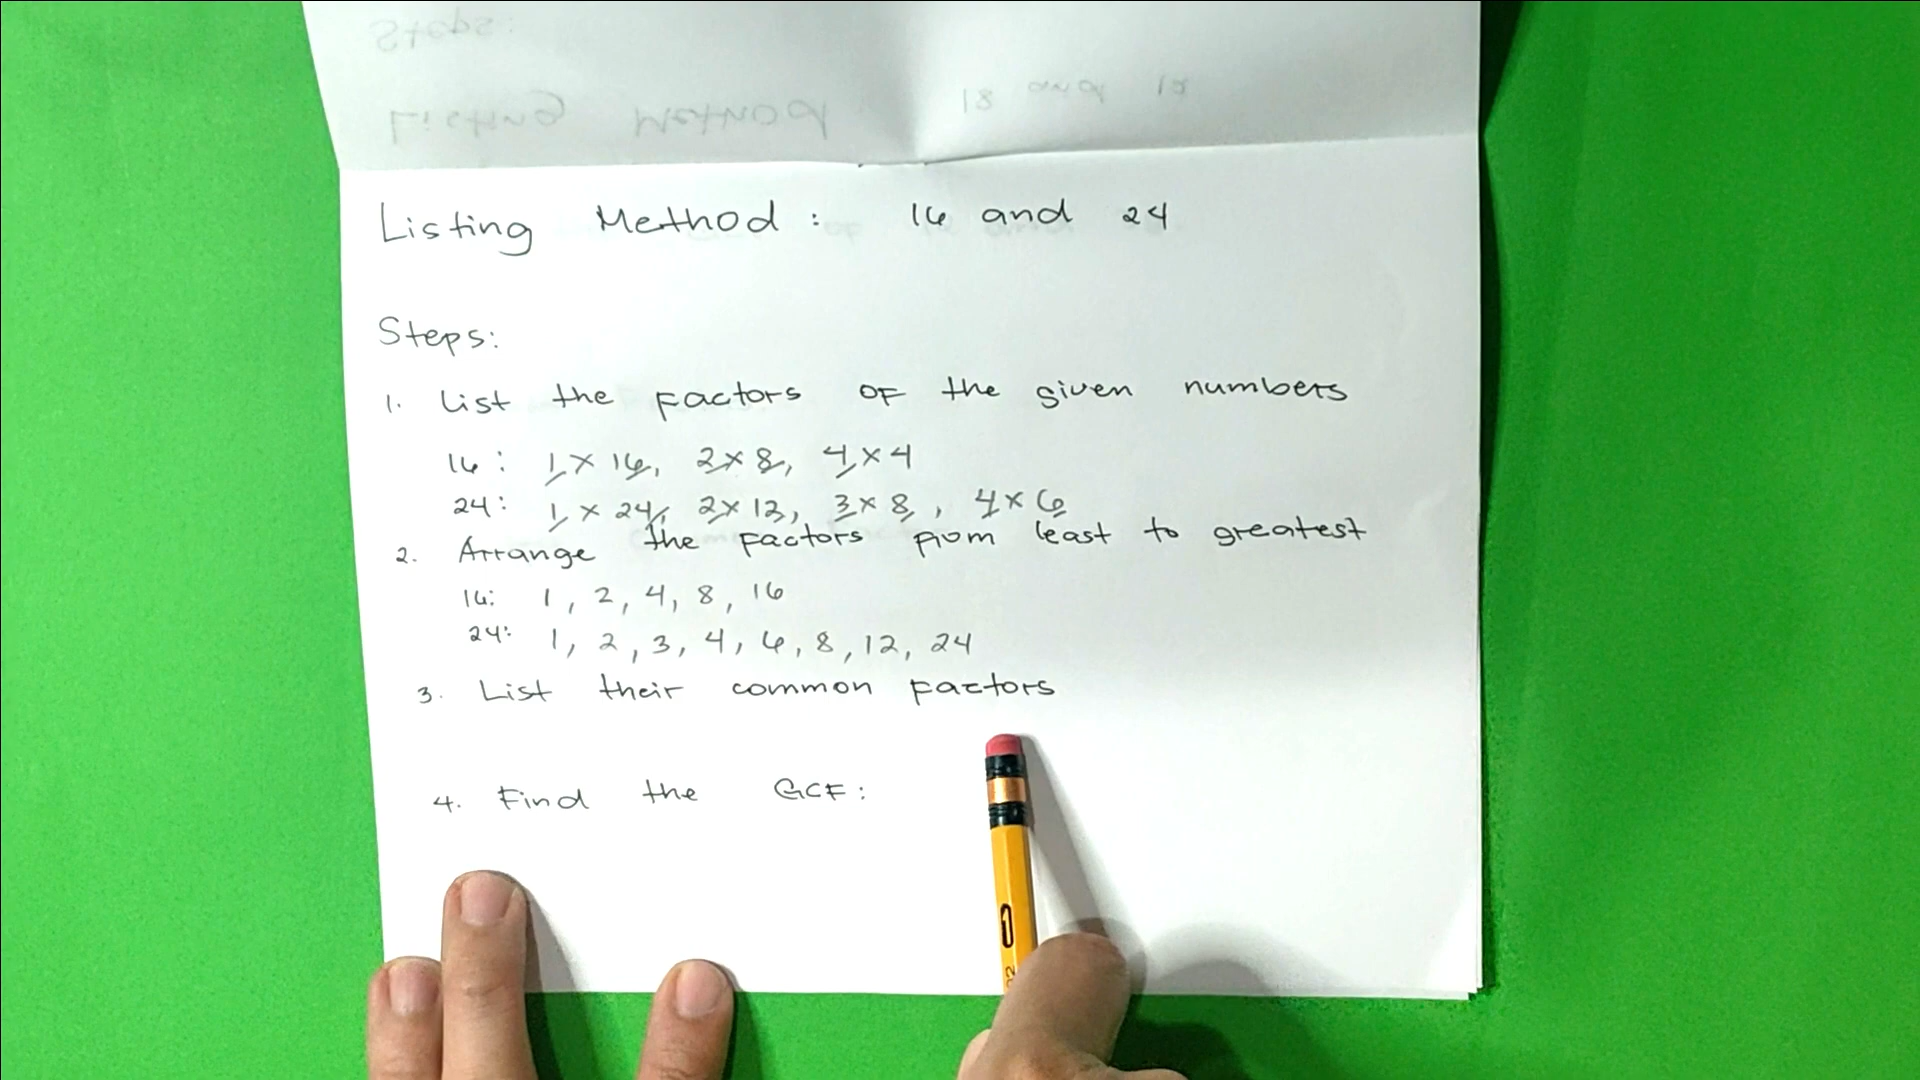 Listing Method : 16 and 24
Steps:
1. List the factors of the given numbers
16 : 1 x 16, 2 x 8, 4 x 4
24: 1 x 24, 2 x 12, 3 x 8, 4 x 6
2. Arrange the factors from least to greatest
16: 1, 2, 4, 8, 16
24: 1, 2, 3, 4, 6, 8, 12, 24
3. List their common factors
4. Find the GCF: